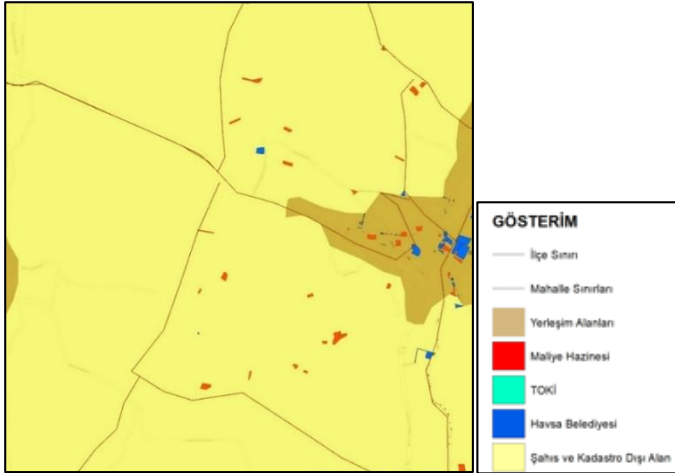 GÖSTERİM
İlçe Sınırı
Mahalle Sınırları
Yerleşim Alanları
Maliye Hazinesi
TOKİ
Havsa Belediyesi
Şahıs ve Kadastro Dışı Alan